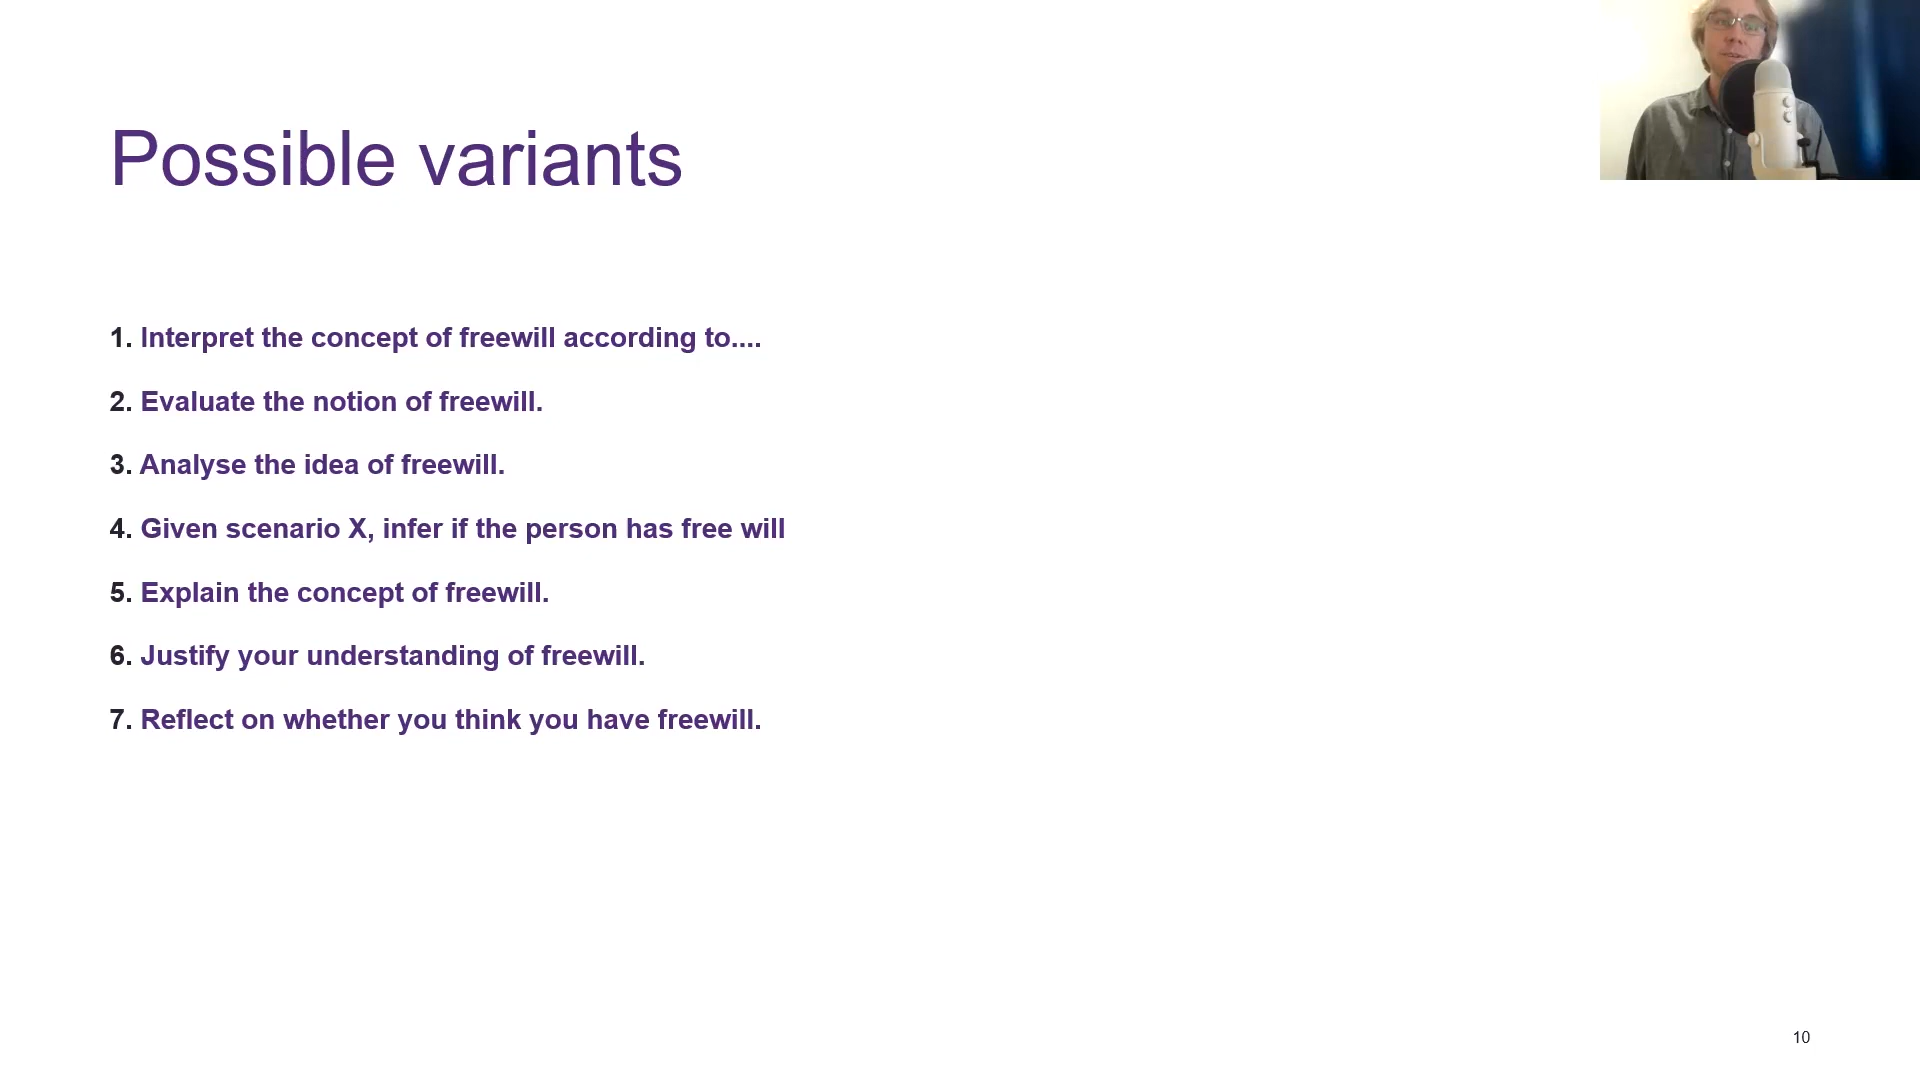 Possible variants
1. Interpret the concept of freewill according to....
2. Evaluate the notion of freewill.
3. Analyse the idea of freewill.
4. Given scenario X, infer if the person has free will
5. Explain the concept of freewill.
6. Justify your understanding of freewill.
7. Reflect on whether you think you have freewill.
10